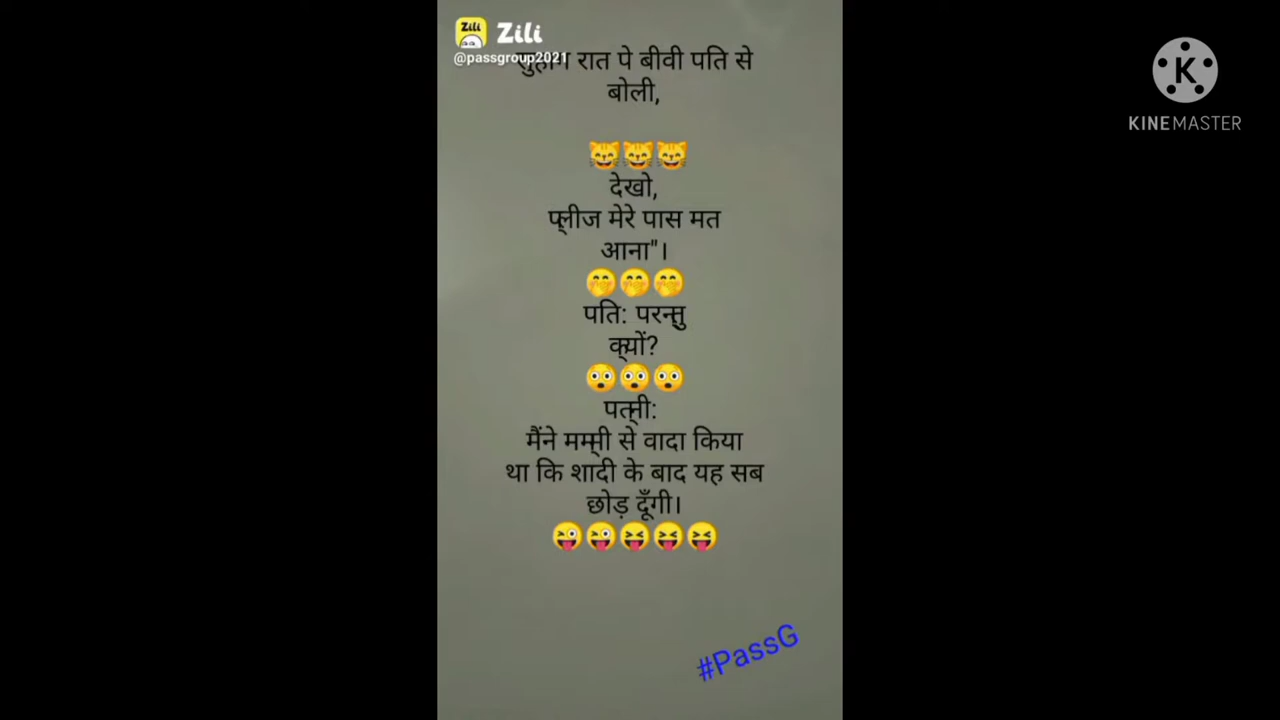 Zili
@passgroup2021
सुहाग रात पे बीवी पति से
बोली,
देखो,
प्लीज मेरे पास मत
आना"।
पति: परन्तु
क्यों?
पत्नी:
मैंने मम्मी से वादा किया
था कि शादी के बाद यह सब
छोड़ दूँगी।
#PassG
K
KINEMASTER